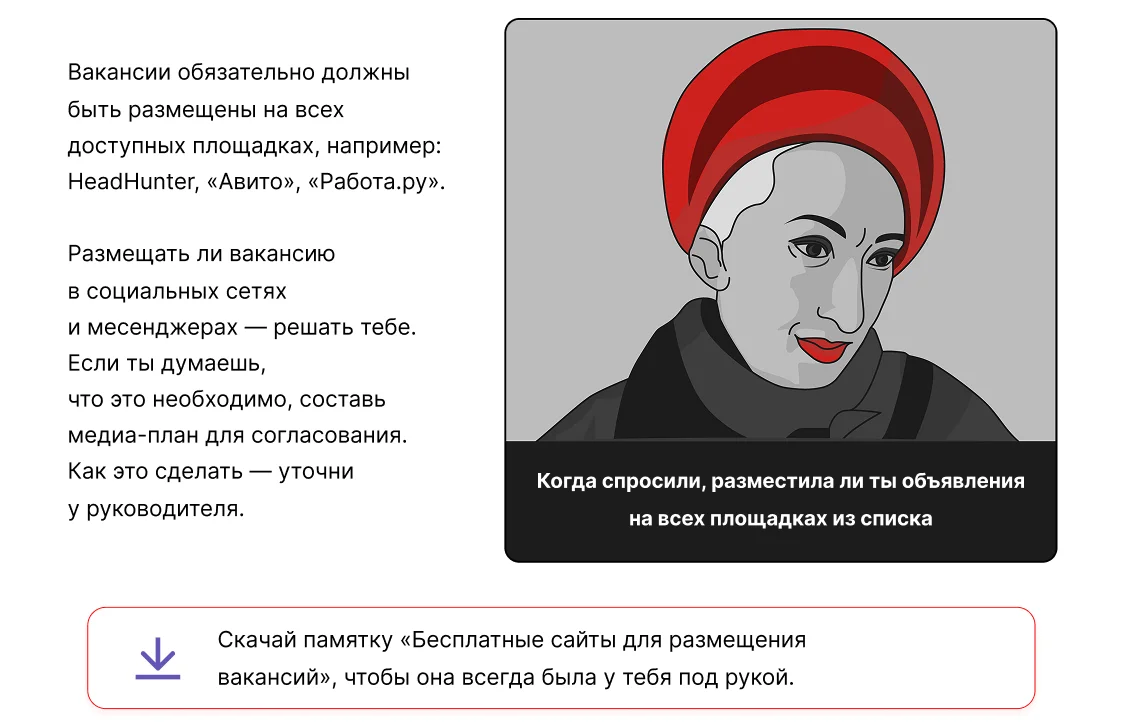 Вакансии обязательно должны
быть размещены на всех
доступных площадках, например:
HeadHunter, «Авито», «Работа.ру».
Размещать ли вакансию
в социальных сетях
и месенджерах — решать тебе.
Если ты думаешь,
что это необходимо, составь
медиа-план для согласования.
Как это сделать — уточни
у руководителя.
Когда спросили, разместила ли ты объявления
на всех площадках из списка
Скачай памятку «Бесплатные сайты для размещения
вакансий», чтобы она всегда была у тебя под рукой.